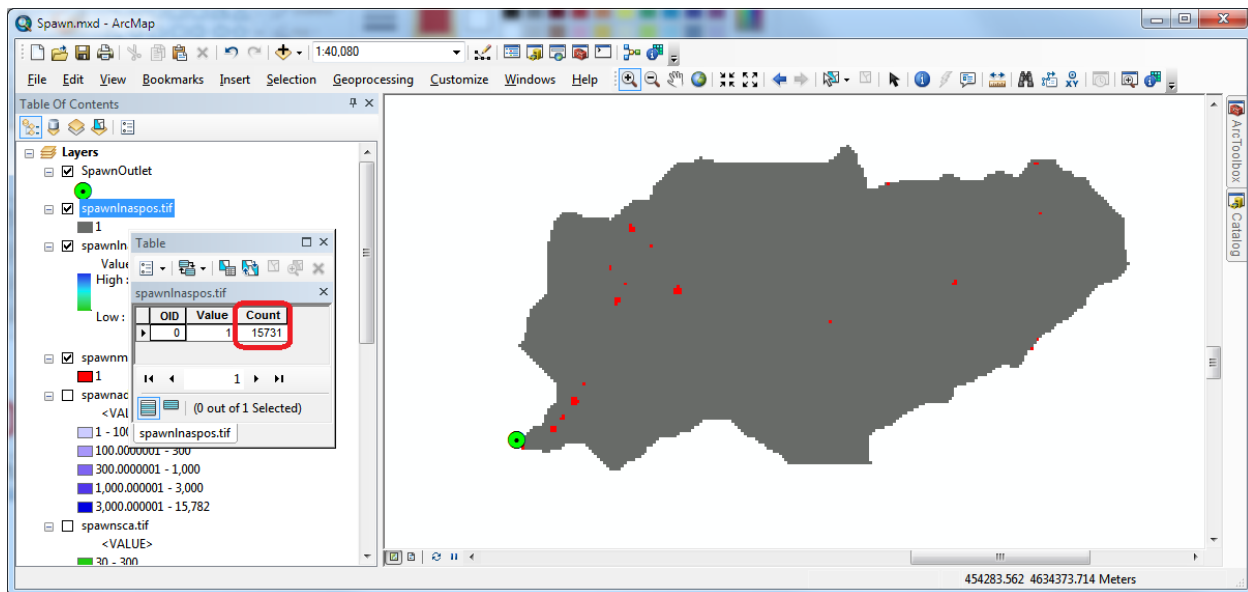 Spawn.mxd - ArcMap
1:40,080
File Edit View Bookmarks Insert Selection Geoprocessing Customize Windows Help
Table Of Contents
Layers
SpawnOutlet
spawnlnaspos.tif
1
spawnln
Value
High :
Low :
spawnm
1
spawnac
<VAL
1 - 100
100.0000001 - 300
300.0000001 - 1,000
1,000.000001 - 3,000
3,000.000001 - 15,782
spawnsca.tif
<VALUE>
30 - 300
Table
spawnlnaspos.tif
OID Value Count
0 1 15731
1
(0 out of 1 Selected)
spawnlnaspos.tif
ArcToolbox
Catalog
454283.562 4634373.714 Meters